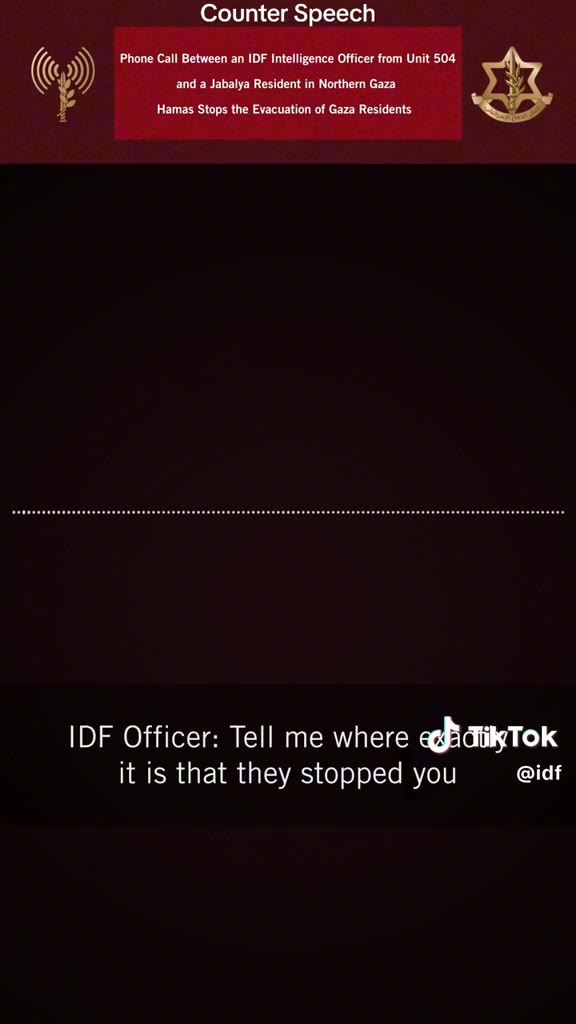 Counter Speech
Phone Call Between an IDF Intelligence Officer from Unit 504
and a Jabalya Resident in Northern Gaza
Hamas Stops the Evacuation of Gaza Residents
IDF Officer: Tell me where exactly
it is that they stopped you
TikTok
@idf